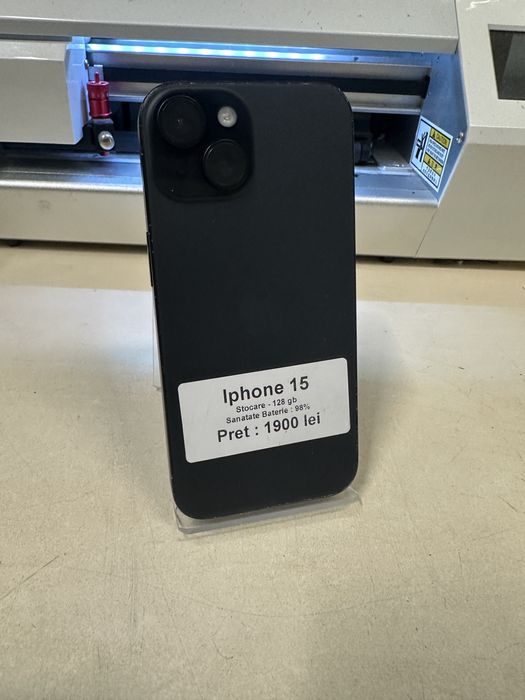 Iphone 15
Stocare - 128 gb
Sanatate Baterie : 98%
Pret : 1900 lei